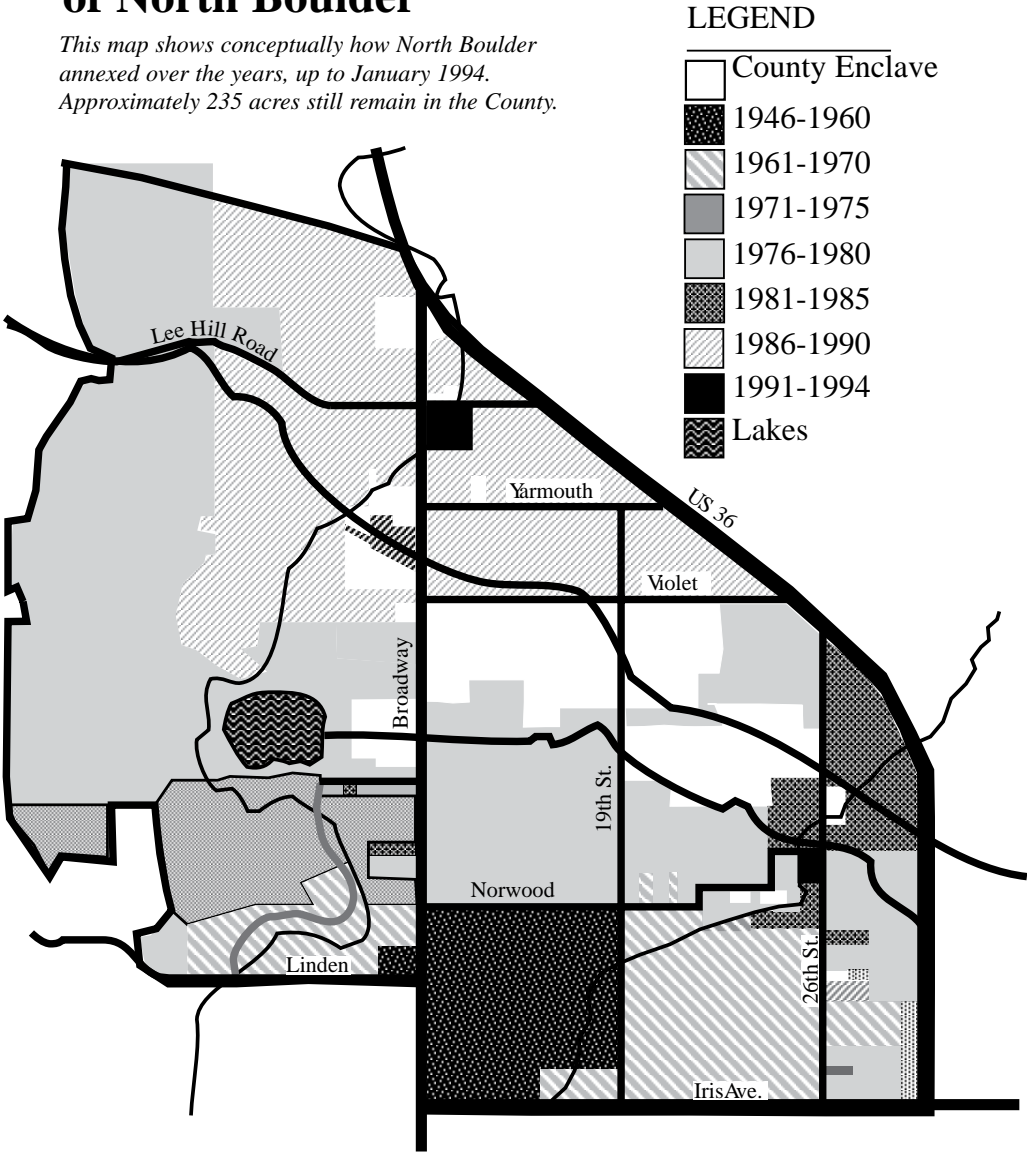 of North Boulder
This map shows conceptually how North Boulder
annexed over the years, up to January 1994.
Approximately 235 acres still remain in the County.
LEGEND
County Enclave
1946-1960
1961-1970
1971-1975
1976-1980
1981-1985
1986-1990
1991-1994
Lakes
Lee Hill Road
Yarmouth
US 36
Violet
Broadway
19th St.
Norwood
Linden
26th St.
Iris Ave.